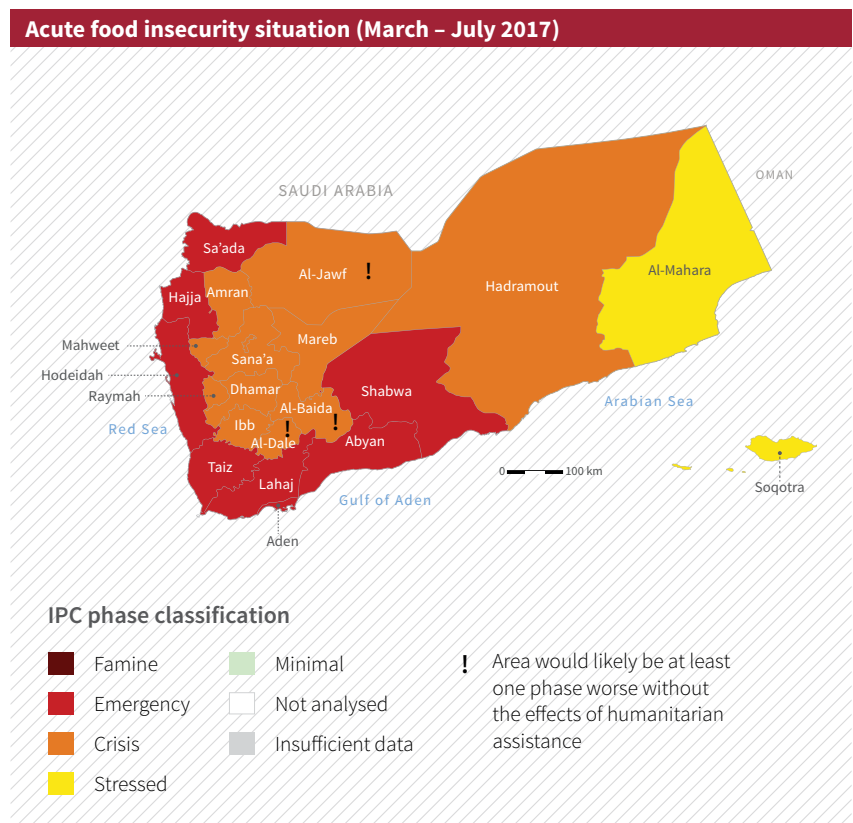 Acute food insecurity situation (March – July 2017)
OMAN
SAUDI ARABIA
Sa’ada
Al-Jawf !
Al-Mahara
Hadramout
Amran
Hajja
Mareb
Mahweet
Sana’a
Hodeidah
Dhamar
Shabwa
Raymah
Arabian Sea
Al-Baida
!
Ibb
!
Red Sea
Al-Dale
Abyan
Taiz
0 100 km
Lahaj
Soqotra
Gulf of Aden
Aden
IPC phase classification
Famine
Emergency
Crisis
Stressed
Minimal
Not analysed
Insufficient data
! Area would likely be at least
one phase worse without
the effects of humanitarian
assistance